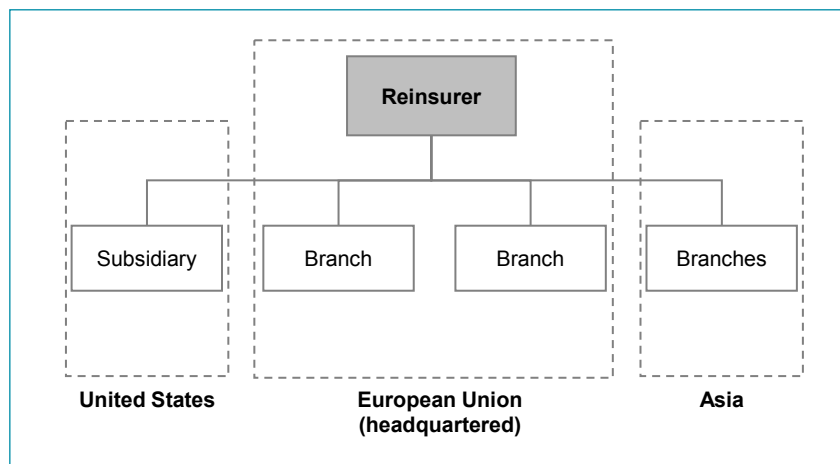 Reinsurer
Subsidiary
Branch
Branch
Branches
United States
European Union
(headquartered)
Asia